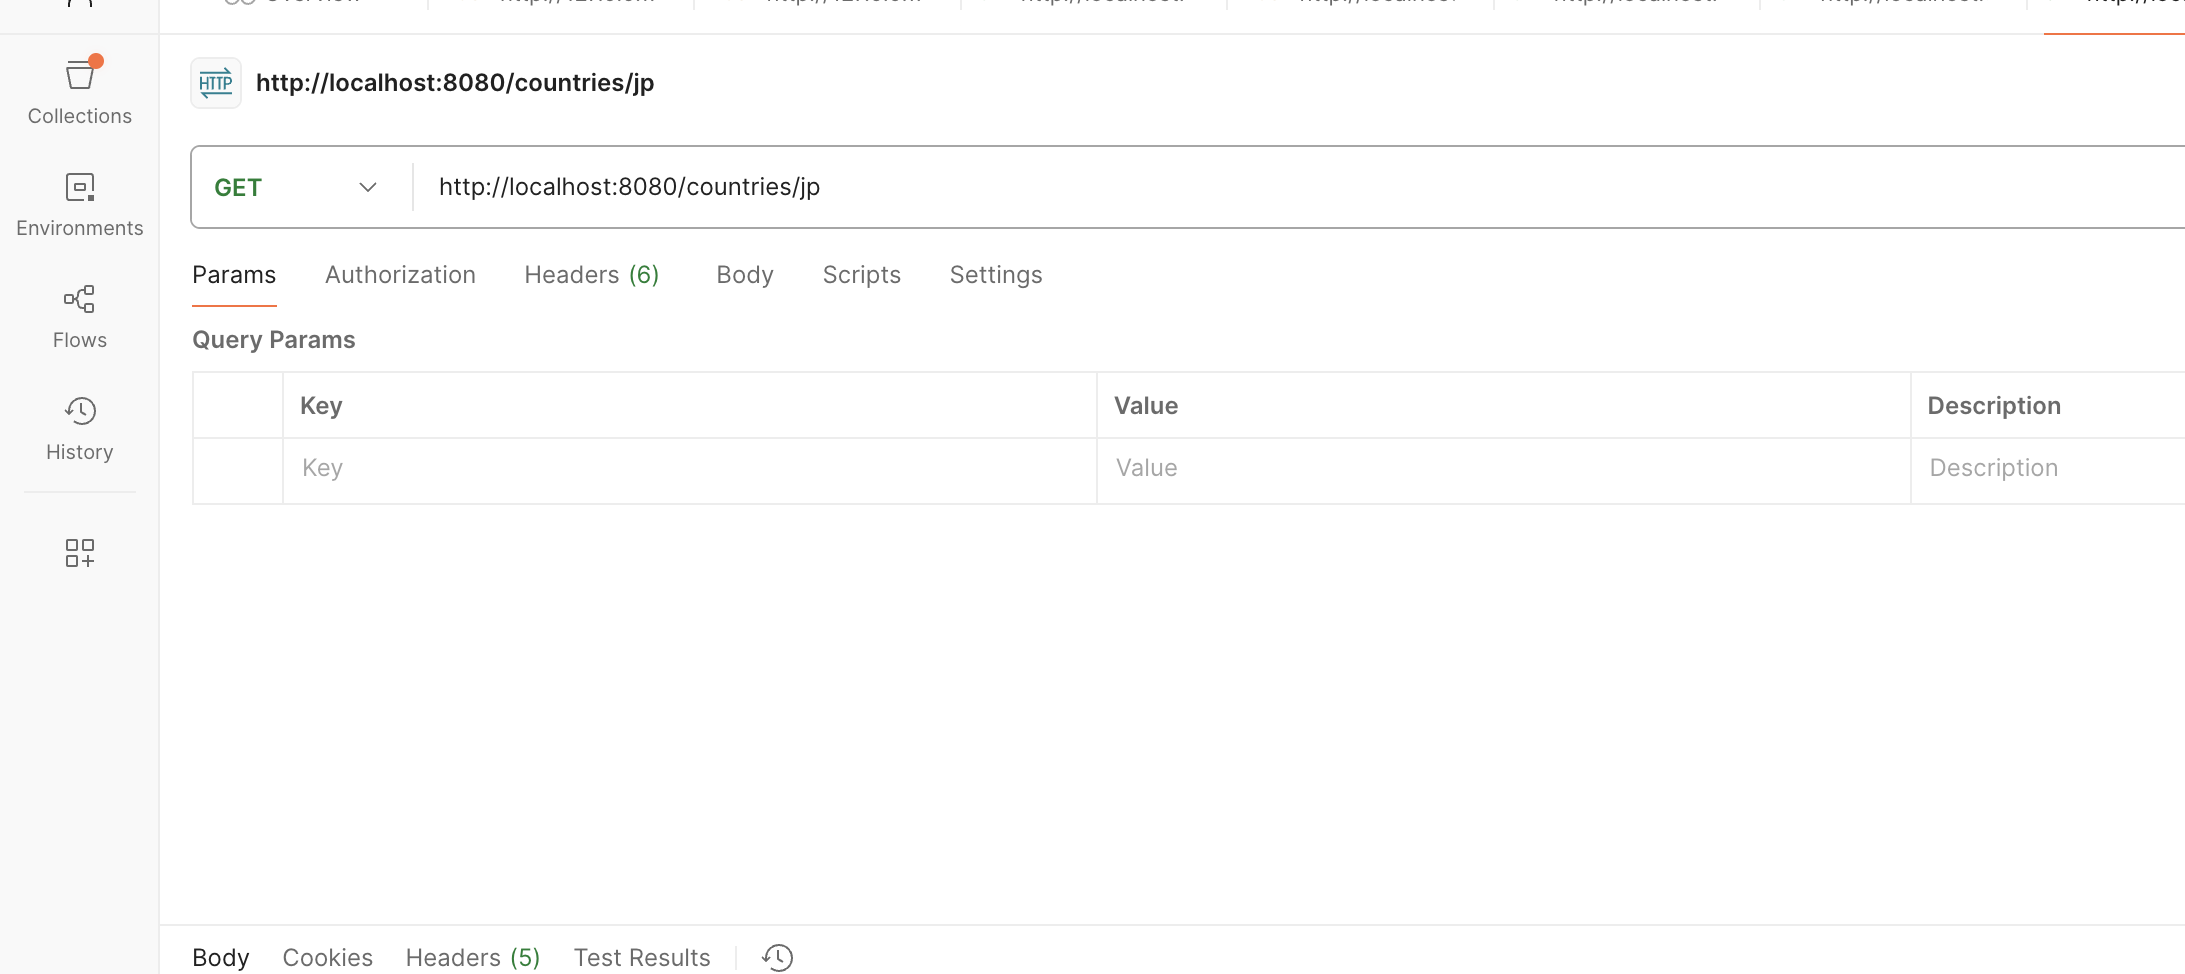 Collections
Environments
Flows
History
HTTP http://localhost:8080/countries/jp
GET http://localhost:8080/countries/jp
Params Authorization Headers (6) Body Scripts Settings
Query Params
Key Value Description
Key Value Description
Body Cookies Headers (5) Test Results